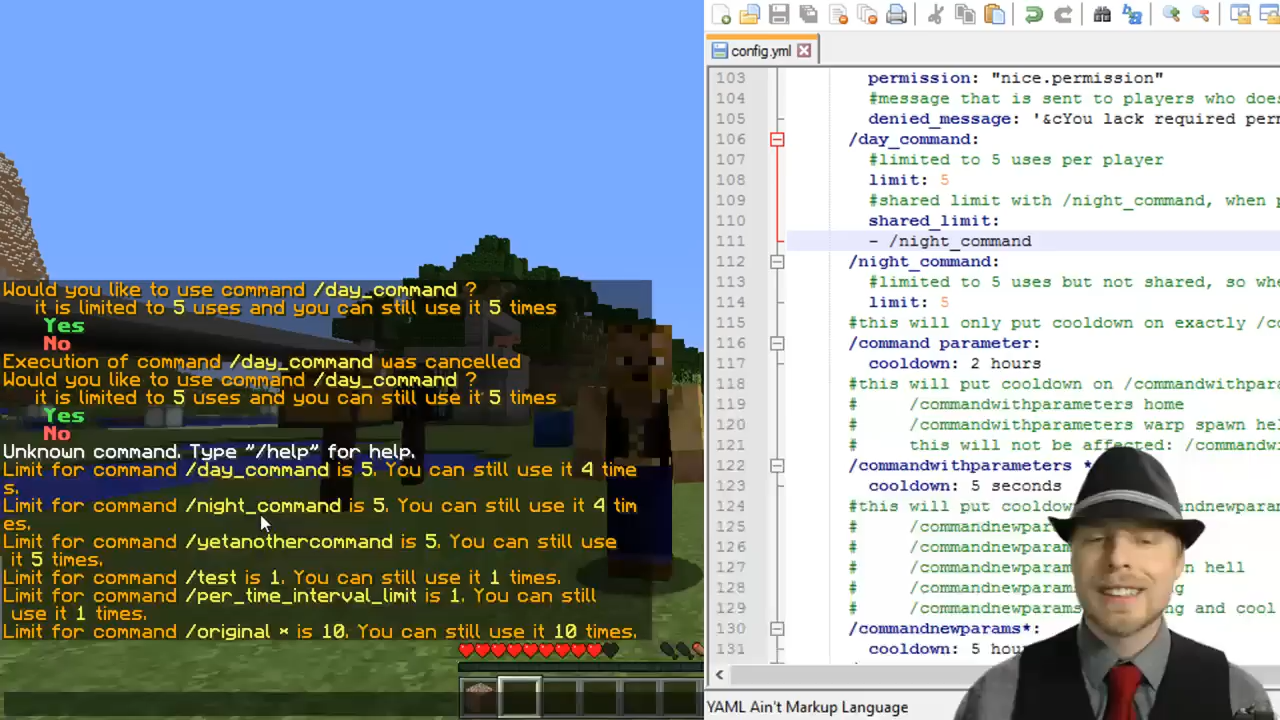 Would you like to use command /day_command ?
it is limited to 5 uses and you can still use it 5 times
Yes
No
Execution of command /day_command was cancelled
Would you like to use command /day_command ?
it is limited to 5 uses and you can still use it 5 times
Yes
No
Unknown command. Type "/help" for help.
Limit for command /day_command is 5. You can still use it 4 time
s.
Limit for command /night_command is 5. You can still use it 4 tim
es.
Limit for command /yetanothercommand is 5. You can still use
it 5 times.
Limit for command /test is 1. You can still use it 1 times.
Limit for command /per_time_interval_limit is 1. You can still
use it 1 times.
Limit for command /original * is 10. You can still use it 10 times.
config.yml
103 permission: "nice.permission"
104 #message that is sent to players who does
105 denied_message: '&cYou lack required perm
106 /day_command:
107 #limited to 5 uses per player
108 limit: 5
109 #shared limit with /night_command, when p
110 shared_limit:
111 - /night_command
112 /night_command:
113 #limited to 5 uses but not shared, so whe
114 limit: 5
115 #this will only put cooldown on exactly /co
116 /command parameter:
117 cooldown: 2 hours
118 #this will put cooldown on /commandwithpara
119 # /commandwithparameters home
120 # /commandwithparameters warp spawn hel
121 # this will not be affected: /commandwi
122 /commandwithparameters *
123 cooldown: 5 seconds
124 #this will put cooldown on /commandnewparam
125 # /commandnewpara
126 # /commandnewparam n hell
127 # /commandnewparam ng
128 # /commandnewparam
129 # /commandnewparams ng and cool
130 /commandnewparams*:
131 cooldown: 5 hou
YAML Ain't Markup Language